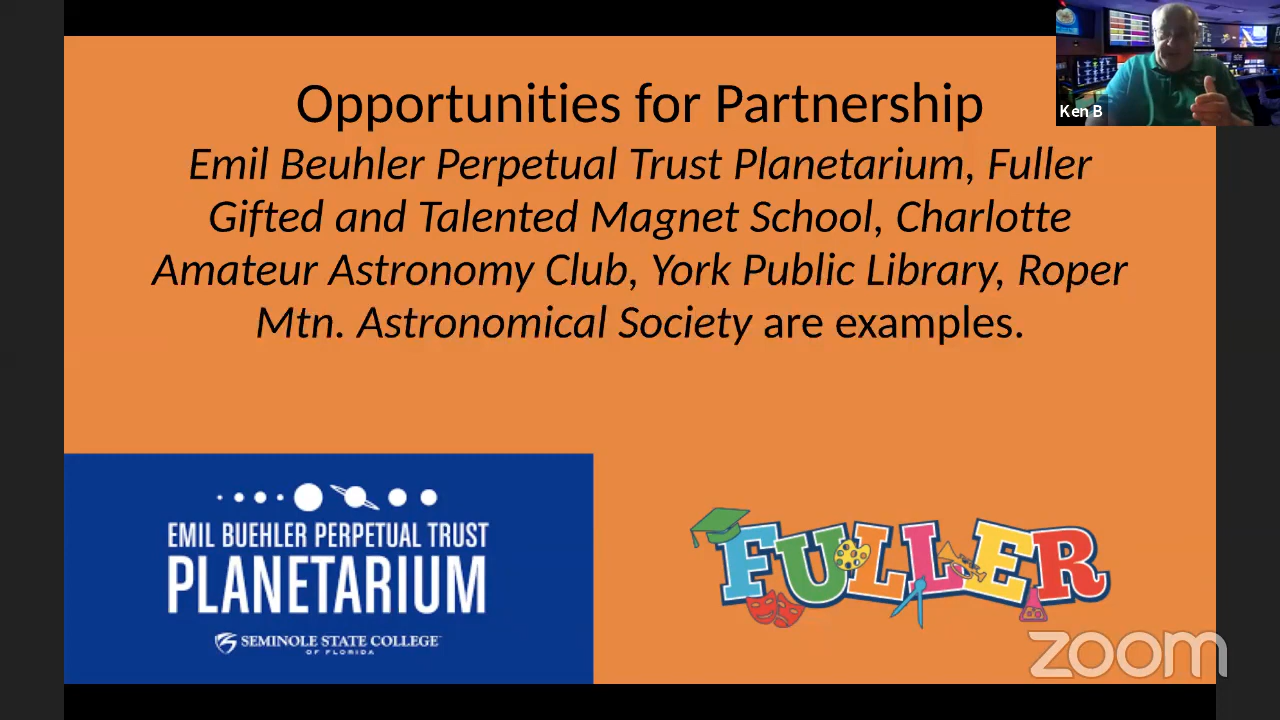 Opportunities for Partnership
Emil Beuhler Perpetual Trust Planetarium, Fuller
Gifted and Talented Magnet School, Charlotte
Amateur Astronomy Club, York Public Library, Roper
Mtn. Astronomical Society are examples.
Ken B
EMIL BUEHLER PERPETUAL TRUST
PLANETARIUM
SEMINOLE STATE COLLEGE
OF FLORIDA
FULLER
zoom